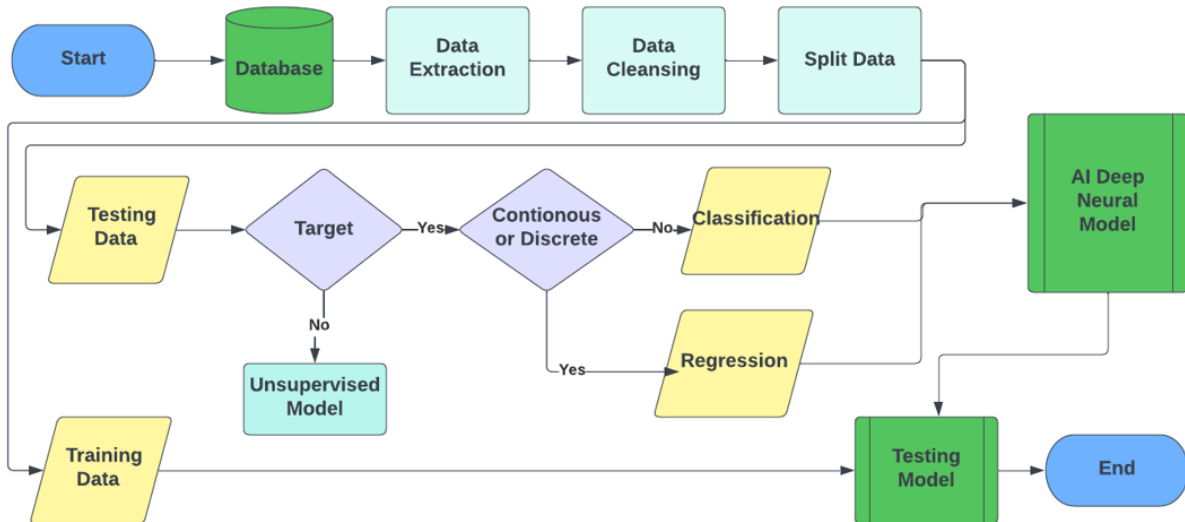 Start
Database
Data
Extraction
Data
Cleansing
Split Data
Testing
Data
Target
Yes
Contionous
or Discrete
No
Classification
AI Deep
Neural
Model
No
Unsupervised
Model
Yes
Regression
Training
Data
Testing
Model
End